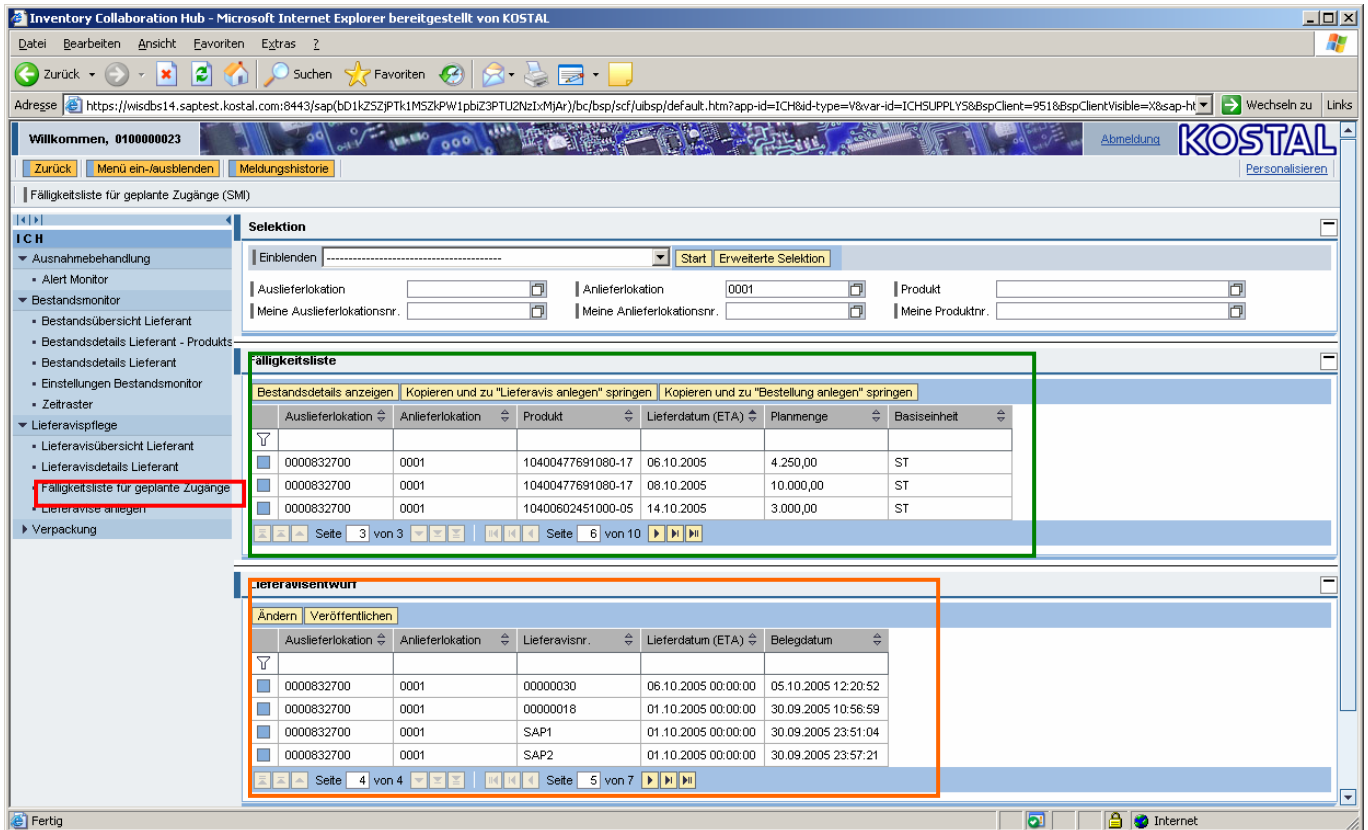 Inventory Collaboration Hub - Microsoft Internet Explorer bereitgestellt von KOSTAL
Datei Bearbeiten Ansicht Favoriten Extras ?
Zurück Suchen Favoriten
Adresse https://wisdbs14.saptest.kostal.com:8443/sap(bD1kZSZjPTk1MSZkPW1pbiZ3PTU2NzIxMjAr)/bc/bsp/scf/uibsp/default.htm?app-id=ICH&id-type=V&var-id=ICHSUPPLYS&BspClient=951&BspClientVisible=X&sap-ht Wechseln zu Links
Willkommen, 0100000023 Abmeldung KOSTAL
Zurück Menü ein-/ausblenden Meldungshistorie Personalisieren
Fälligkeitsliste für geplante Zugänge (SMI)
ICH
Ausnahmebehandlung
Alert Monitor
Bestandsmonitor
Bestandsübersicht Lieferant
Bestandsdetails Lieferant - Produkts
Bestandsdetails Lieferant
Einstellungen Bestandsmonitor
Zeitraster
Lieferavispflege
Lieferavisübersicht Lieferant
Lieferavisdetails Lieferant
Fälligkeitsliste für geplante Zugänge
Lieferavise anlegen
Verpackung
Selektion
Einblenden ---------------------------------------- Start Erweiterte Selektion
Auslieferlokation Anlieferlokation 0001 Produkt
Meine Auslieferlokationsnr. Meine Anlieferlokationsnr. Meine Produktnr.
Fälligkeitsliste
Bestandsdetails anzeigen Kopieren und zu "Lieferavis anlegen" springen Kopieren und zu "Bestellung anlegen" springen
Auslieferlokation Anlieferlokation Produkt Lieferdatum (ETA) Planmenge Basiseinheit
0000832700 0001 10400477691080-17 06.10.2005 4.250,00 ST
0000832700 0001 10400477691080-17 08.10.2005 10.000,00 ST
0000832700 0001 10400602451000-05 14.10.2005 3.000,00 ST
Seite 3 von 3 Seite 6 von 10
Lieferavisentwurf
Ändern Veröffentlichen
Auslieferlokation Anlieferlokation Lieferavisnr. Lieferdatum (ETA) Belegdatum
0000832700 0001 00000030 06.10.2005 00:00:00 05.10.2005 12:20:52
0000832700 0001 00000018 01.10.2005 00:00:00 30.09.2005 10:56:59
0000832700 0001 SAP1 01.10.2005 00:00:00 30.09.2005 23:51:04
0000832700 0001 SAP2 01.10.2005 00:00:00 30.09.2005 23:57:21
Seite 4 von 4 Seite 5 von 7
Fertig Internet